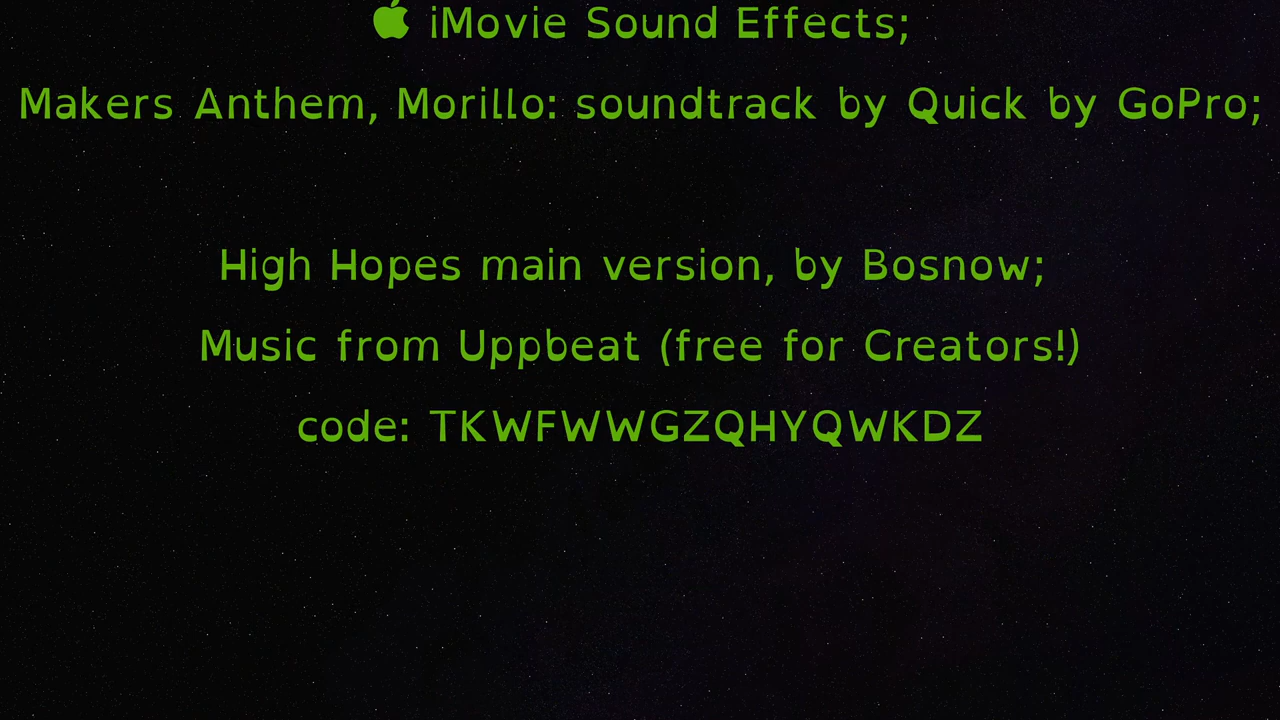 iMovie Sound Effects;
Makers Anthem, Morillo: soundtrack by Quick by GoPro;
High Hopes main version, by Bosnow;
Music from Uppbeat (free for Creators!)
code: TKWFWWGZQHYQWKDZ